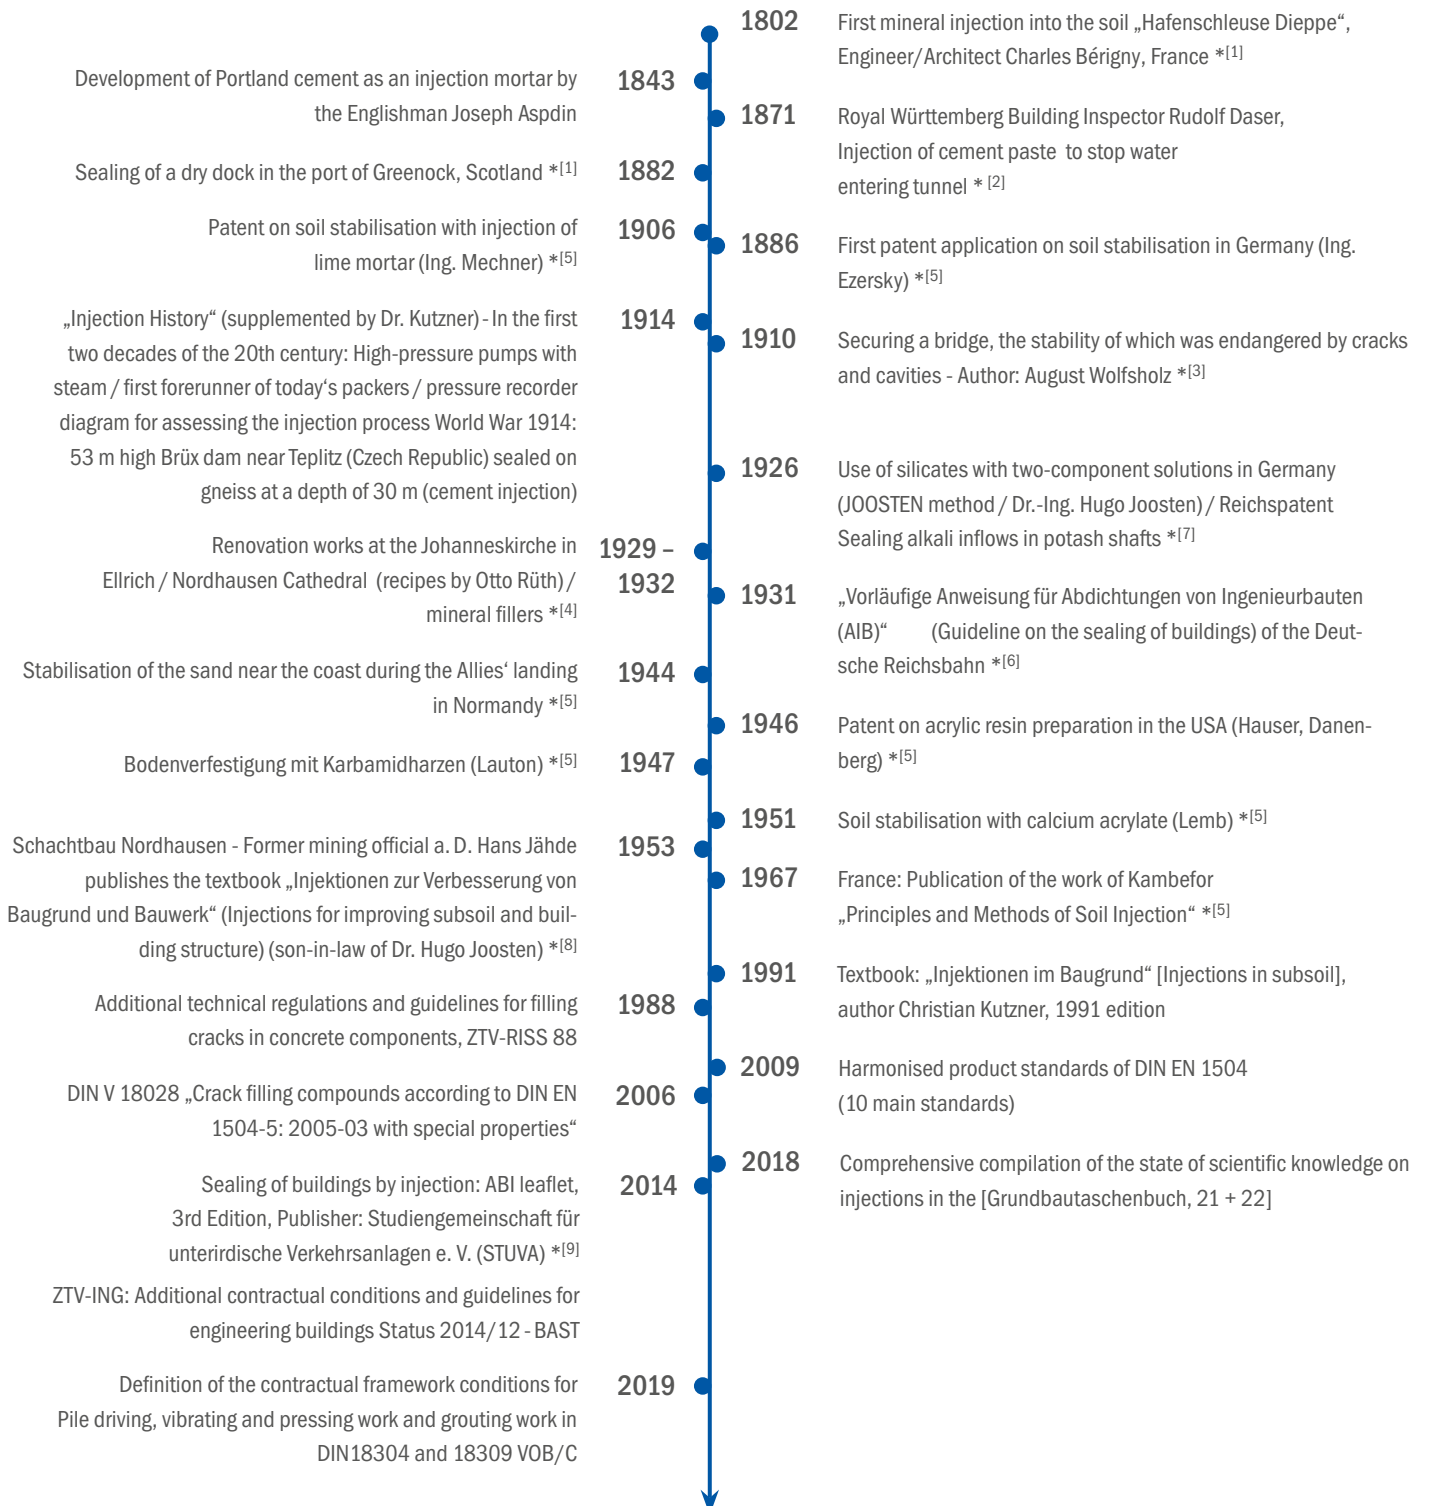 1802
First mineral injection into the soil „Hafenschleuse Dieppe“,
Engineer/Architect Charles Bérigny, France *[1]
Development of Portland cement as an injection mortar by
the Englishman Joseph Aspdin
1843
1871
Royal Württemberg Building Inspector Rudolf Daser,
Injection of cement paste to stop water
entering tunnel * [2]
Sealing of a dry dock in the port of Greenock, Scotland *[1]
1882
Patent on soil stabilisation with injection of
lime mortar (Ing. Mechner) *[5]
1906
1886
First patent application on soil stabilisation in Germany (Ing.
Ezersky) *[5]
„Injection History“ (supplemented by Dr. Kutzner) - In the first
two decades of the 20th century: High-pressure pumps with
steam / first forerunner of today‘s packers / pressure recorder
diagram for assessing the injection process World War 1914:
53 m high Brüx dam near Teplitz (Czech Republic) sealed on
gneiss at a depth of 30 m (cement injection)
1914
1910
Securing a bridge, the stability of which was endangered by cracks
and cavities - Author: August Wolfsholz *[3]
1926
Use of silicates with two-component solutions in Germany
(JOOSTEN method / Dr.-Ing. Hugo Joosten) / Reichspatent
Sealing alkali inflows in potash shafts *[7]
Renovation works at the Johanneskirche in
Ellrich / Nordhausen Cathedral (recipes by Otto Rüth) /
mineral fillers *[4]
1929 –
1932
1931
„Vorläufige Anweisung für Abdichtungen von Ingenieurbauten
(AIB)“ (Guideline on the sealing of buildings) of the Deut-
sche Reichsbahn *[6]
Stabilisation of the sand near the coast during the Allies‘ landing
in Normandy *[5]
1944
1946
Patent on acrylic resin preparation in the USA (Hauser, Danen-
berg) *[5]
Bodenverfestigung mit Karbamidharzen (Lauton) *[5]
1947
1951
Soil stabilisation with calcium acrylate (Lemb) *[5]
Schachtbau Nordhausen - Former mining official a. D. Hans Jähde
publishes the textbook „Injektionen zur Verbesserung von
Baugrund und Bauwerk“ (Injections for improving subsoil and buil-
ding structure) (son-in-law of Dr. Hugo Joosten) *[8]
1953
1967
France: Publication of the work of Kambefor
„Principles and Methods of Soil Injection“ *[5]
1991
Textbook: „Injektionen im Baugrund“ [Injections in subsoil],
author Christian Kutzner, 1991 edition
Additional technical regulations and guidelines for filling
cracks in concrete components, ZTV-RISS 88
1988
2009
Harmonised product standards of DIN EN 1504
(10 main standards)
DIN V 18028 „Crack filling compounds according to DIN EN
1504-5: 2005-03 with special properties“
2006
2018
Comprehensive compilation of the state of scientific knowledge on
injections in the [Grundbautaschenbuch, 21 + 22]
Sealing of buildings by injection: ABI leaflet,
3rd Edition, Publisher: Studiengemeinschaft für
unterirdische Verkehrsanlagen e. V. (STUVA) *[9]
2014
ZTV-ING: Additional contractual conditions and guidelines for
engineering buildings Status 2014/12 - BAST
Definition of the contractual framework conditions for
Pile driving, vibrating and pressing work and grouting work in
DIN18304 and 18309 VOB/C
2019